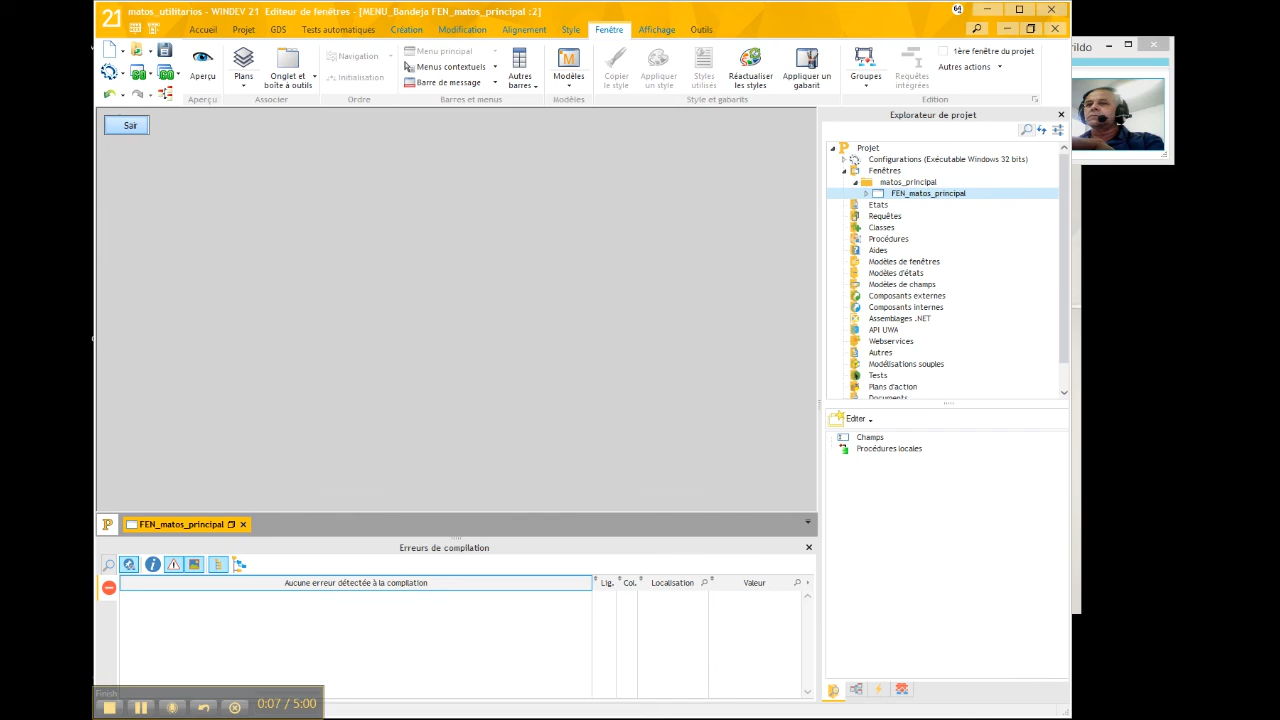 21
matos_utilitarios - WINDEV 21 Editeur de fenêtres - [MENU_Bandeja FEN_matos_principal :2]
64
Accueil Projet GDS Tests automatiques Création Modification Alignement Style Fenêtre Affichage Outils
Aperçu
Plans
Onglet et boîte à outils
Navigation
Initialisation
Menu principal
Menus contextuels
Barre de message
Autres barres
Modèles
Copier le style
Appliquer un style
Styles utilisés
Réactualiser les styles
Appliquer un gabarit
Groupes
Requêtes intégrées
1ère fenêtre du projet
Autres actions
Aperçu Associer Ordre Barres et menus Modèles Style et gabarits Edition
rildo
Sair
Explorateur de projet
Projet
Configurations (Exécutable Windows 32 bits)
Fenêtres
matos_principal
FEN_matos_principal
Etats
Requêtes
Classes
Procédures
Aides
Modèles de fenêtres
Modèles d'états
Modèles de champs
Composants externes
Composants internes
Assemblages .NET
API UWA
Webservices
Autres
Modélisations souples
Tests
Plans d'action
Documents
Editer
Champs
Procédures locales
P FEN_matos_principal
Erreurs de compilation
Aucune erreur détectée à la compilation Lig. Col. Localisation Valeur
Finish
0:07 / 5:00